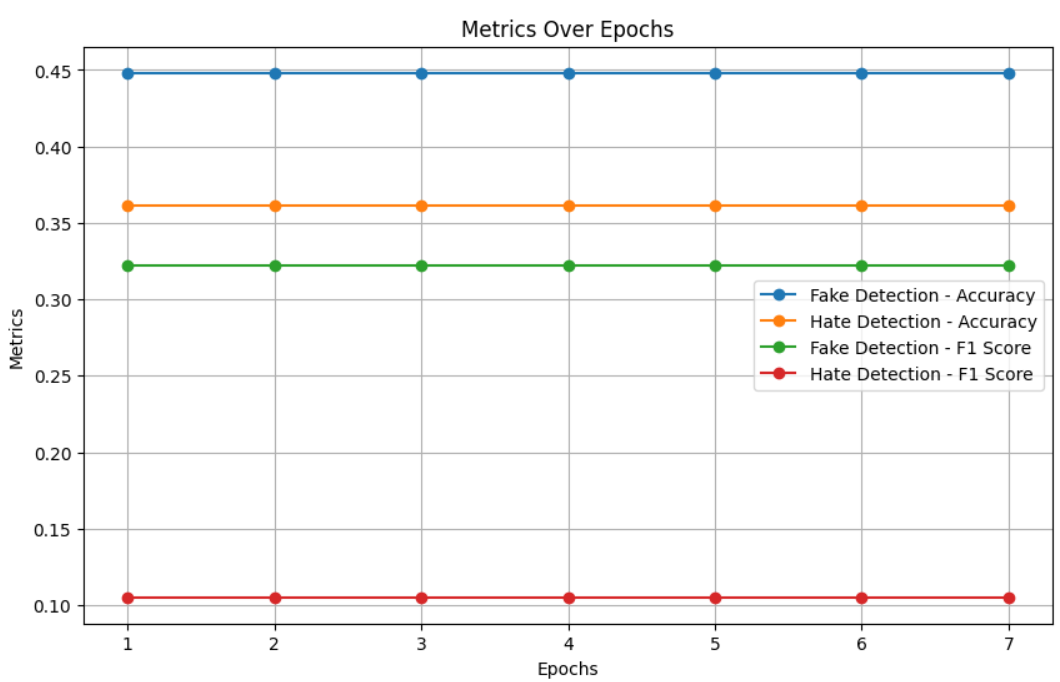 Metrics Over Epochs
0.45
0.40
0.35
0.30
0.25
0.20
0.15
0.10
Metrics
Fake Detection - Accuracy
Hate Detection - Accuracy
Fake Detection - F1 Score
Hate Detection - F1 Score
1 2 3 4 5 6 7
Epochs